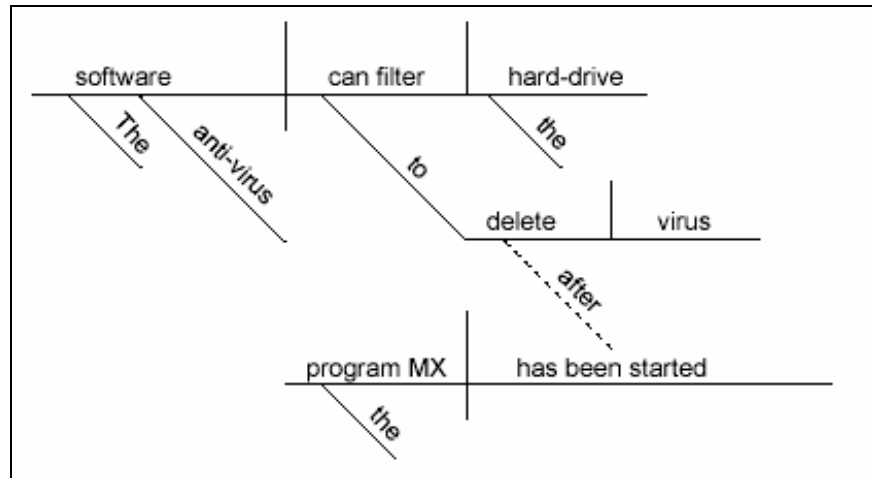 software can filter hard-drive
The anti-virus to the
delete virus
after
program MX has been started
the